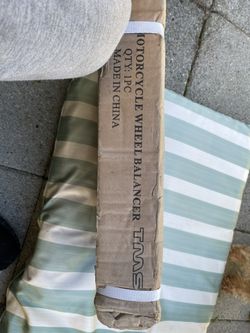 MOTORCYCLE WHEEL BALANCER TMS
QTY: 1PC
MADE IN CHINA